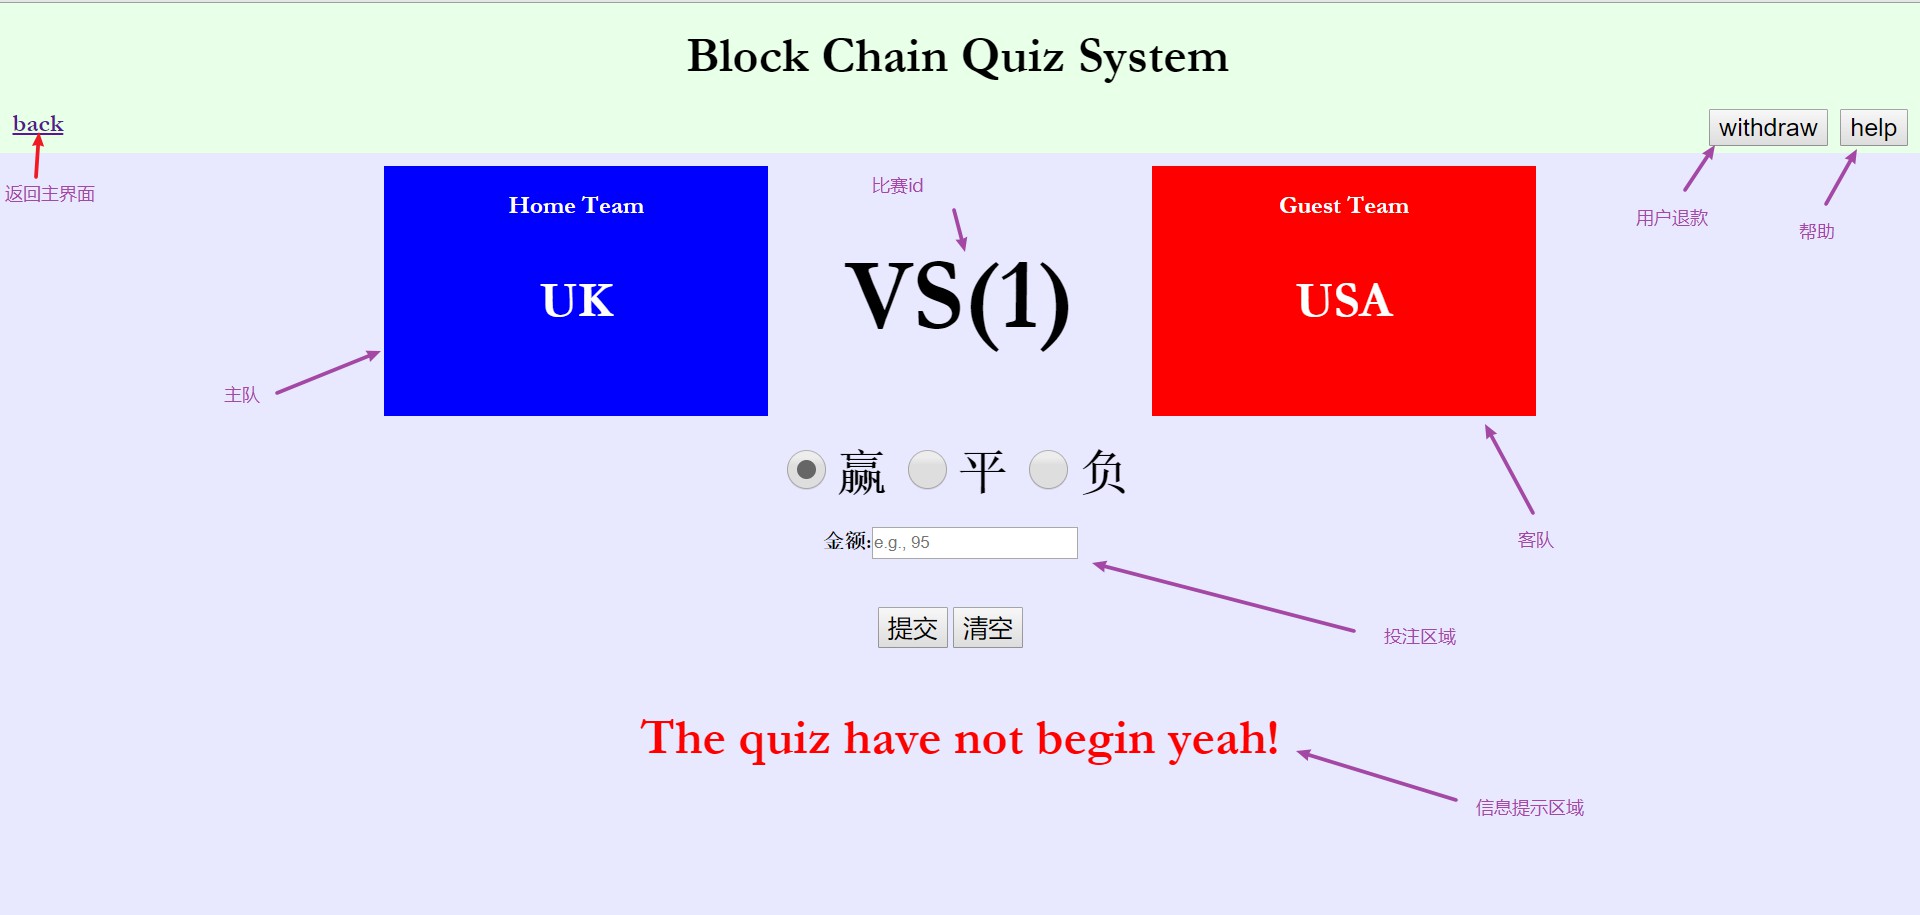 Block Chain Quiz System
back
withdraw
help
返回主界面
Home Team
比赛id
Guest Team
用户退款
帮助
UK
VS(1)
USA
主队
赢 平 负
金额:e.g., 95
客队
提交 清空
投注区域
The quiz have not begin yeah!
信息提示区域